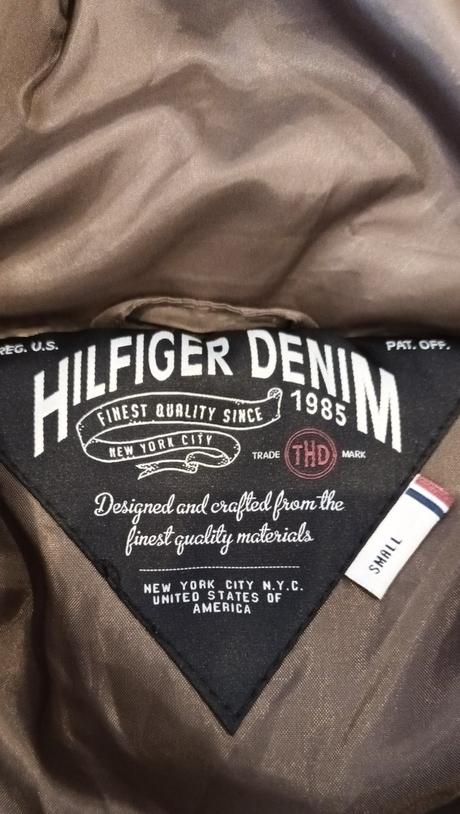 REG. U.S. PAT. OFF.
HILFIGER DENIM
FINEST QUALITY SINCE 1985
NEW YORK CITY
TRADE THD MARK
Designed and crafted from the
finest quality materials
SMALL
NEW YORK CITY N.Y.C.
UNITED STATES OF
AMERICA